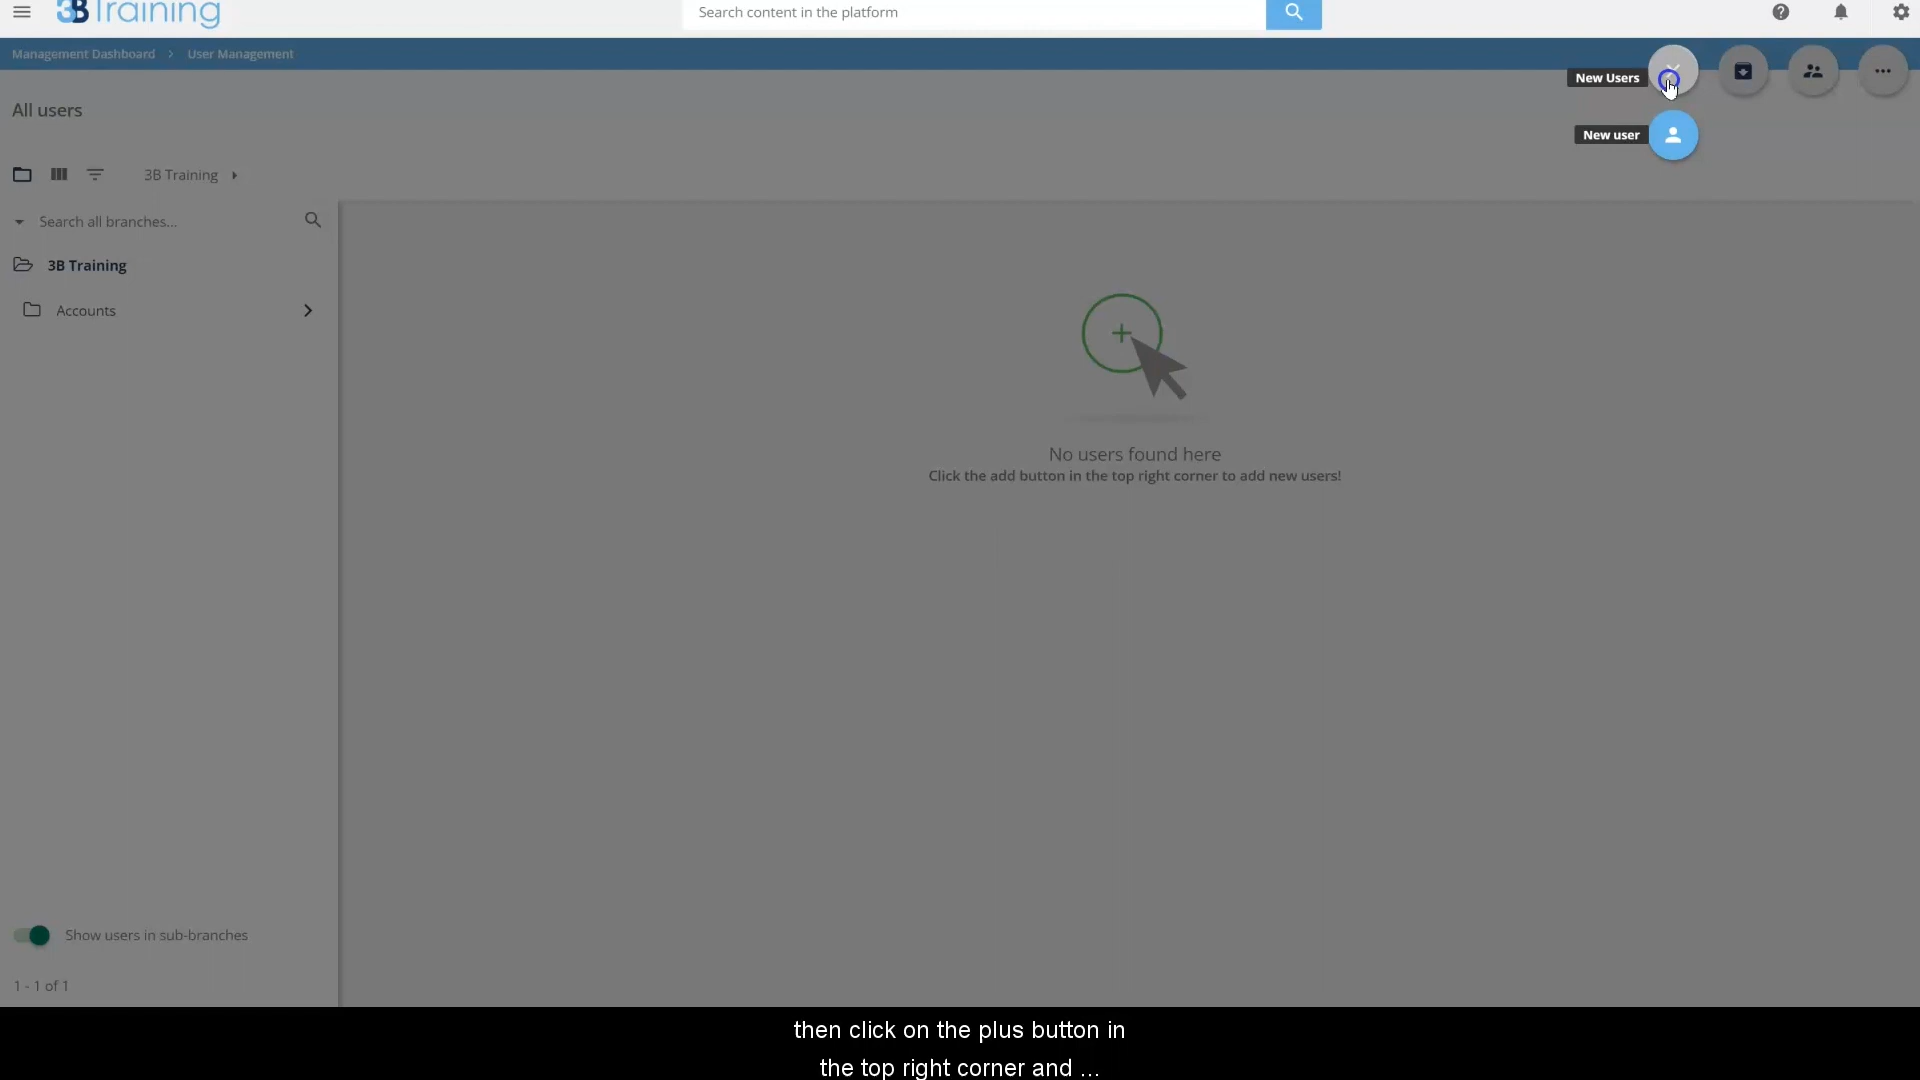 3B Training
Search content in the platform
Management Dashboard > User Management
New Users
All users
New user
3B Training
Search all branches...
3B Training
Accounts
No users found here
Click the add button in the top right corner to add new users!
Show users in sub-branches
1 - 1 of 1
then click on the plus button in
the top right corner and ...